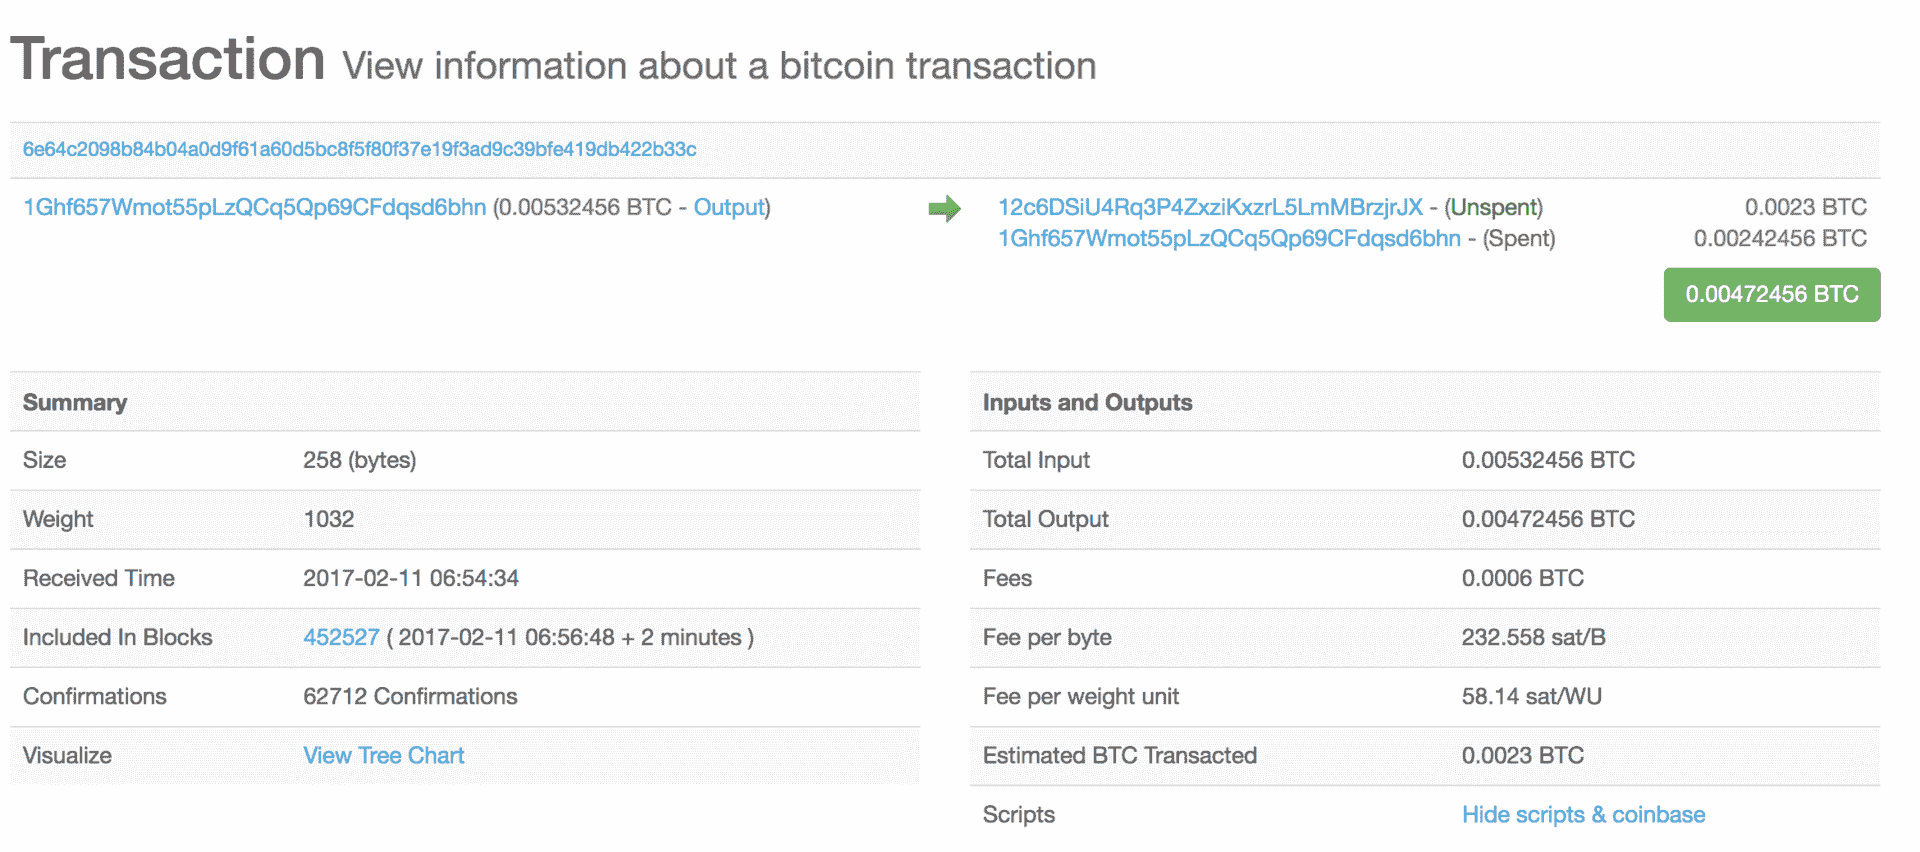 Transaction View information about a bitcoin transaction
6e64c2098b84b04a0d9f61a60d5bc8f5f80f37e19f3ad9c39bfe419db422b33c
1Ghf657Wmot55pLzQCq5Qp69CFdqsd6bhn (0.00532456 BTC - Output)
12c6DSiU4Rq3P4ZxziKxzrL5LmMBrzjrJX - (Unspent) 0.0023 BTC
1Ghf657Wmot55pLzQCq5Qp69CFdqsd6bhn - (Spent) 0.00242456 BTC
0.00472456 BTC
Summary
Size 258 (bytes)
Weight 1032
Received Time 2017-02-11 06:54:34
Included In Blocks 452527 ( 2017-02-11 06:56:48 + 2 minutes )
Confirmations 62712 Confirmations
Visualize View Tree Chart
Inputs and Outputs
Total Input 0.00532456 BTC
Total Output 0.00472456 BTC
Fees 0.0006 BTC
Fee per byte 232.558 sat/B
Fee per weight unit 58.14 sat/WU
Estimated BTC Transacted 0.0023 BTC
Scripts Hide scripts & coinbase